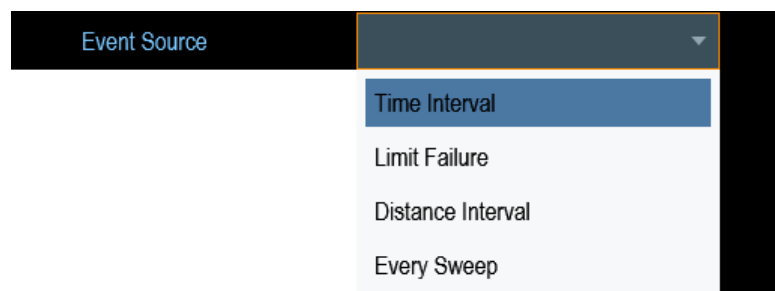 Event Source
Time Interval
Limit Failure
Distance Interval
Every Sweep